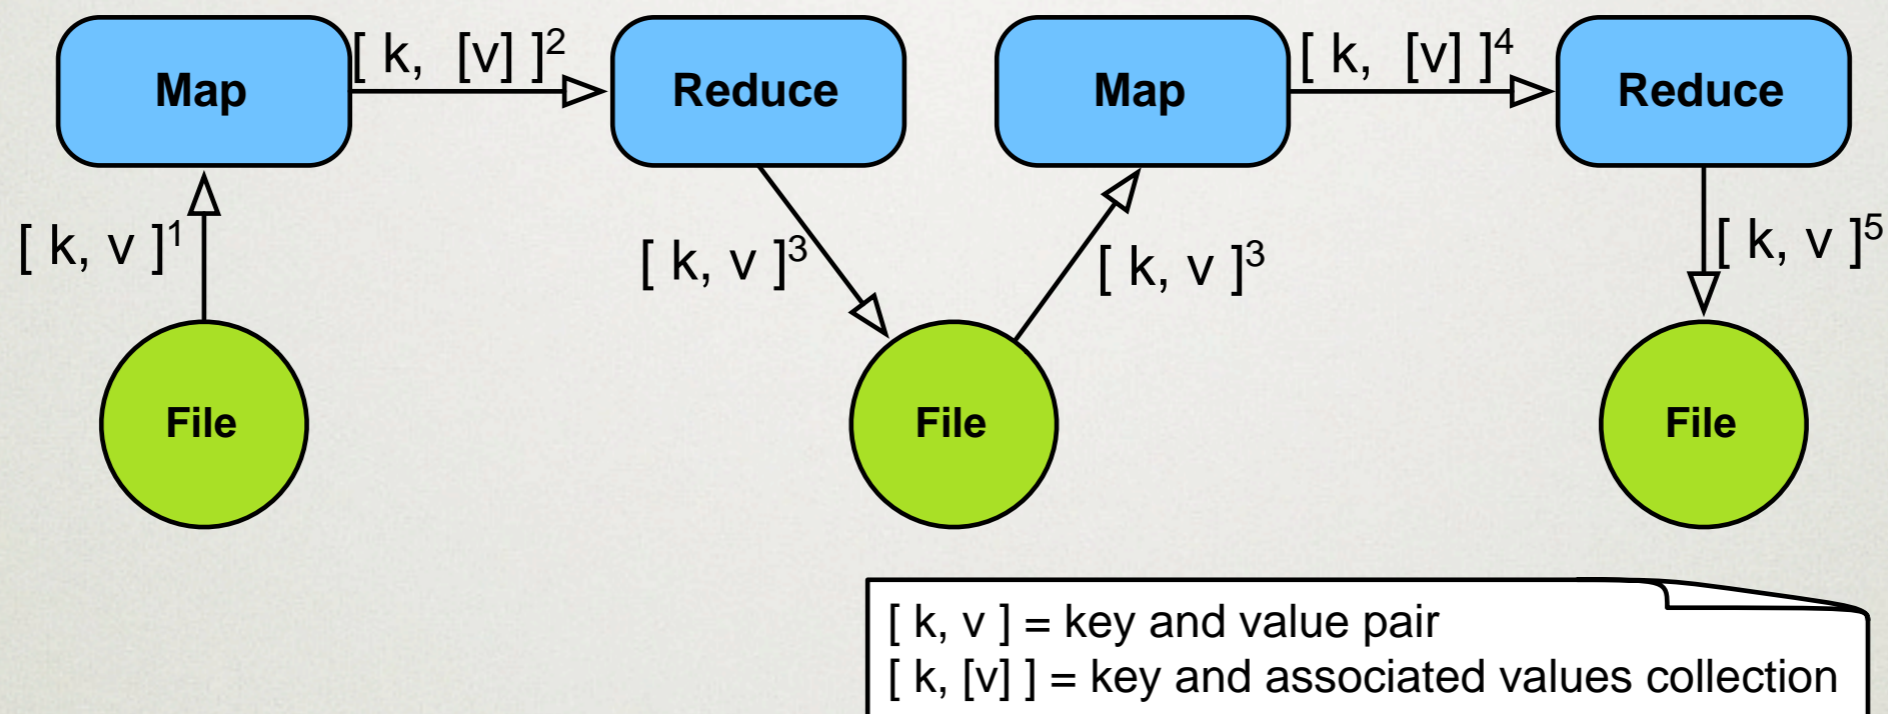 Map
[ k, [v] ]2
Reduce
Map
[ k, [v] ]4
Reduce
[ k, v ]1
[ k, v ]3
[ k, v ]3
[ k, v ]5
File
File
File
[ k, v ] = key and value pair
[ k, [v] ] = key and associated values collection